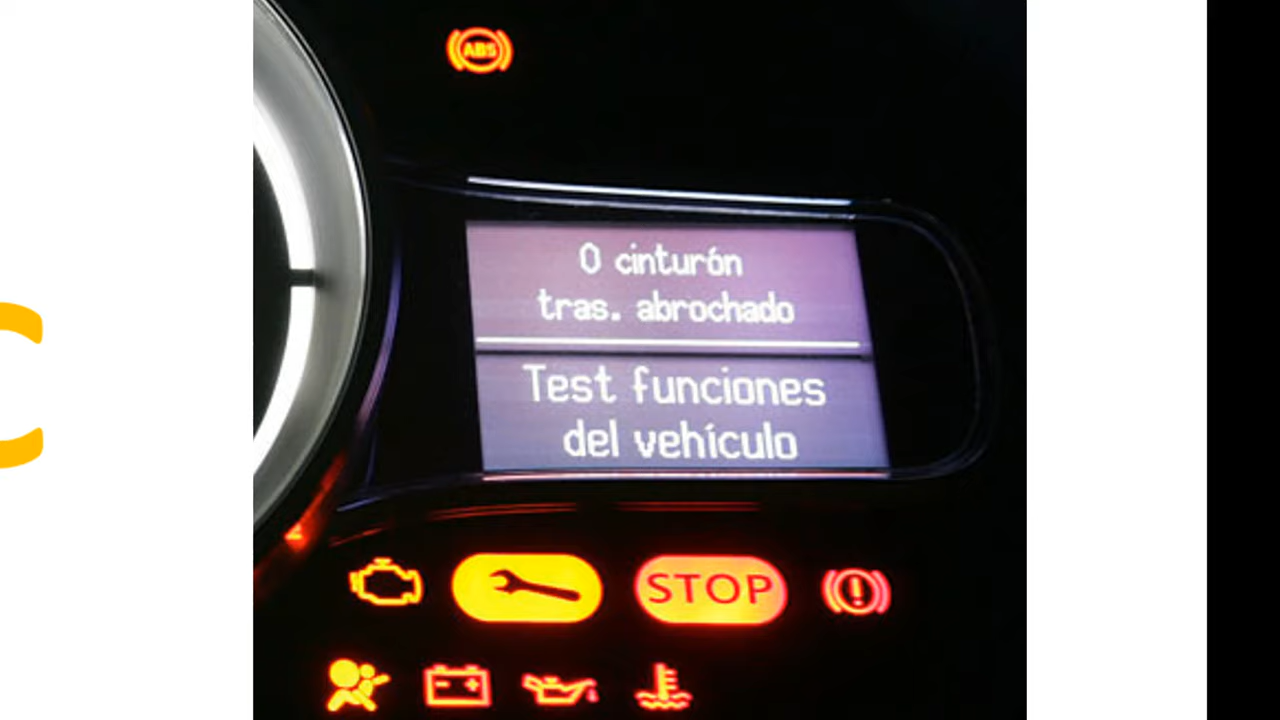 ABS
0 cinturón
tras. abrochado
Test funciones
del vehículo
STOP